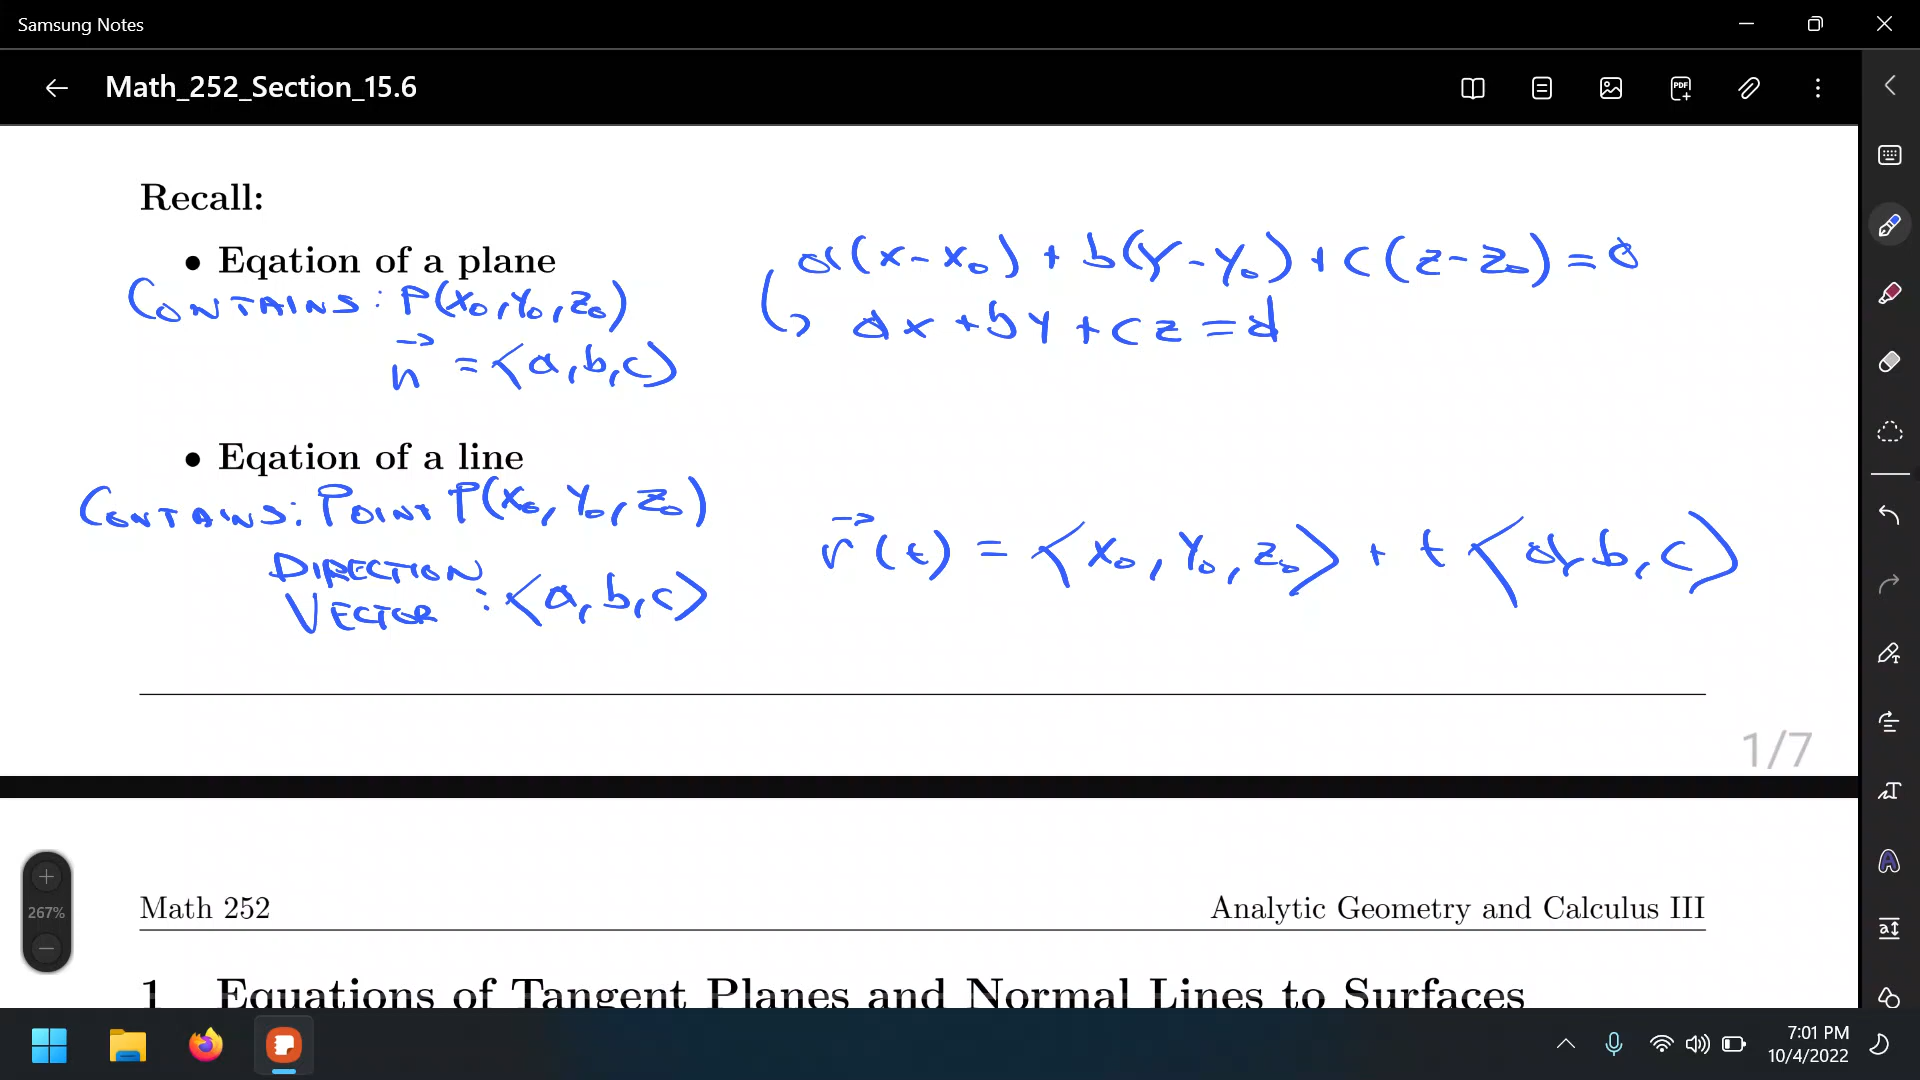 Samsung Notes
Math_252_Section_15.6
Recall:
• Eqation of a plane
CONTAINS: P(x₀, y₀, z₀)
n⃗ = ⟨a, b, c⟩
a(x - x₀) + b(y - y₀) + c(z - z₀) = 0
↳ ax + by + cz = d
• Eqation of a line
CONTAINS: POINT P(x₀, y₀, z₀)
DIRECTION
VECTOR : ⟨a, b, c⟩
r⃗(t) = ⟨x₀, y₀, z₀⟩ + t⟨a, b, c⟩
1/7
267%
Math 252 Analytic Geometry and Calculus III
1 Equations of Tangent Planes and Normal Lines to Surfaces
7:01 PM
10/4/2022